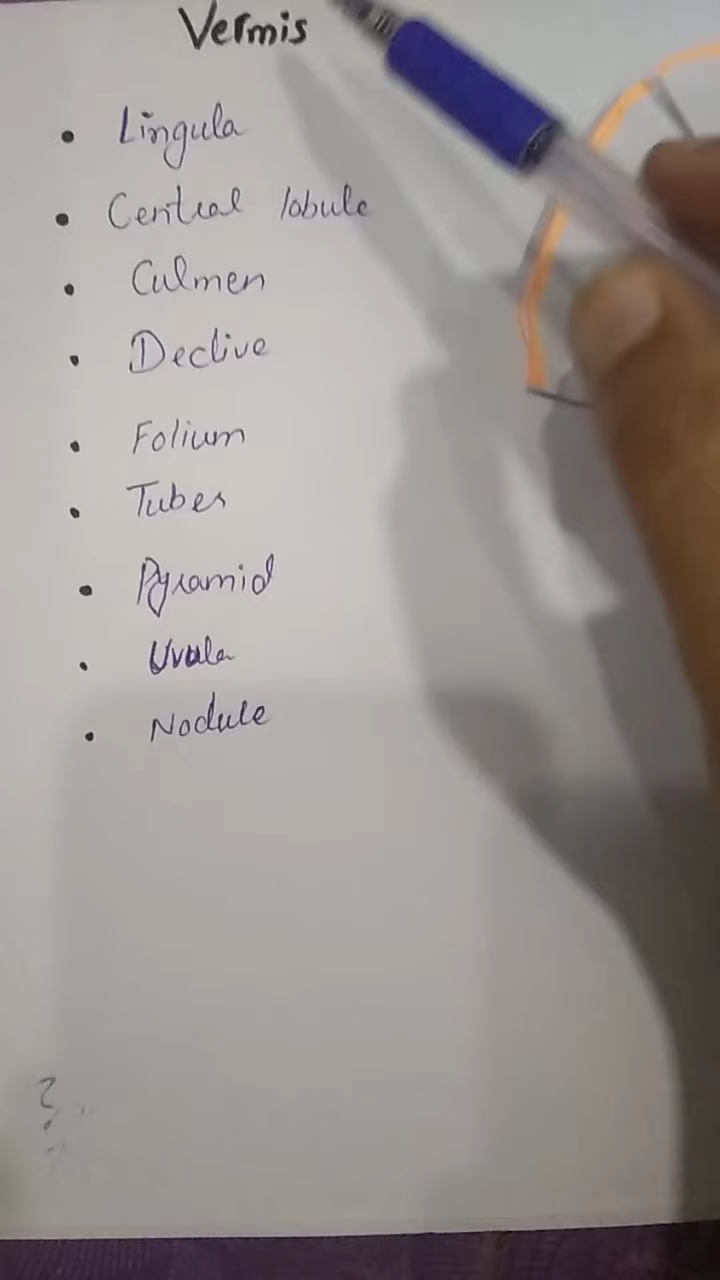 Vermis
• Lingula
• Central lobule
• Culmen
• Declive
• Folium
• Tuber
• Pyramid
• Uvula
• Nodule